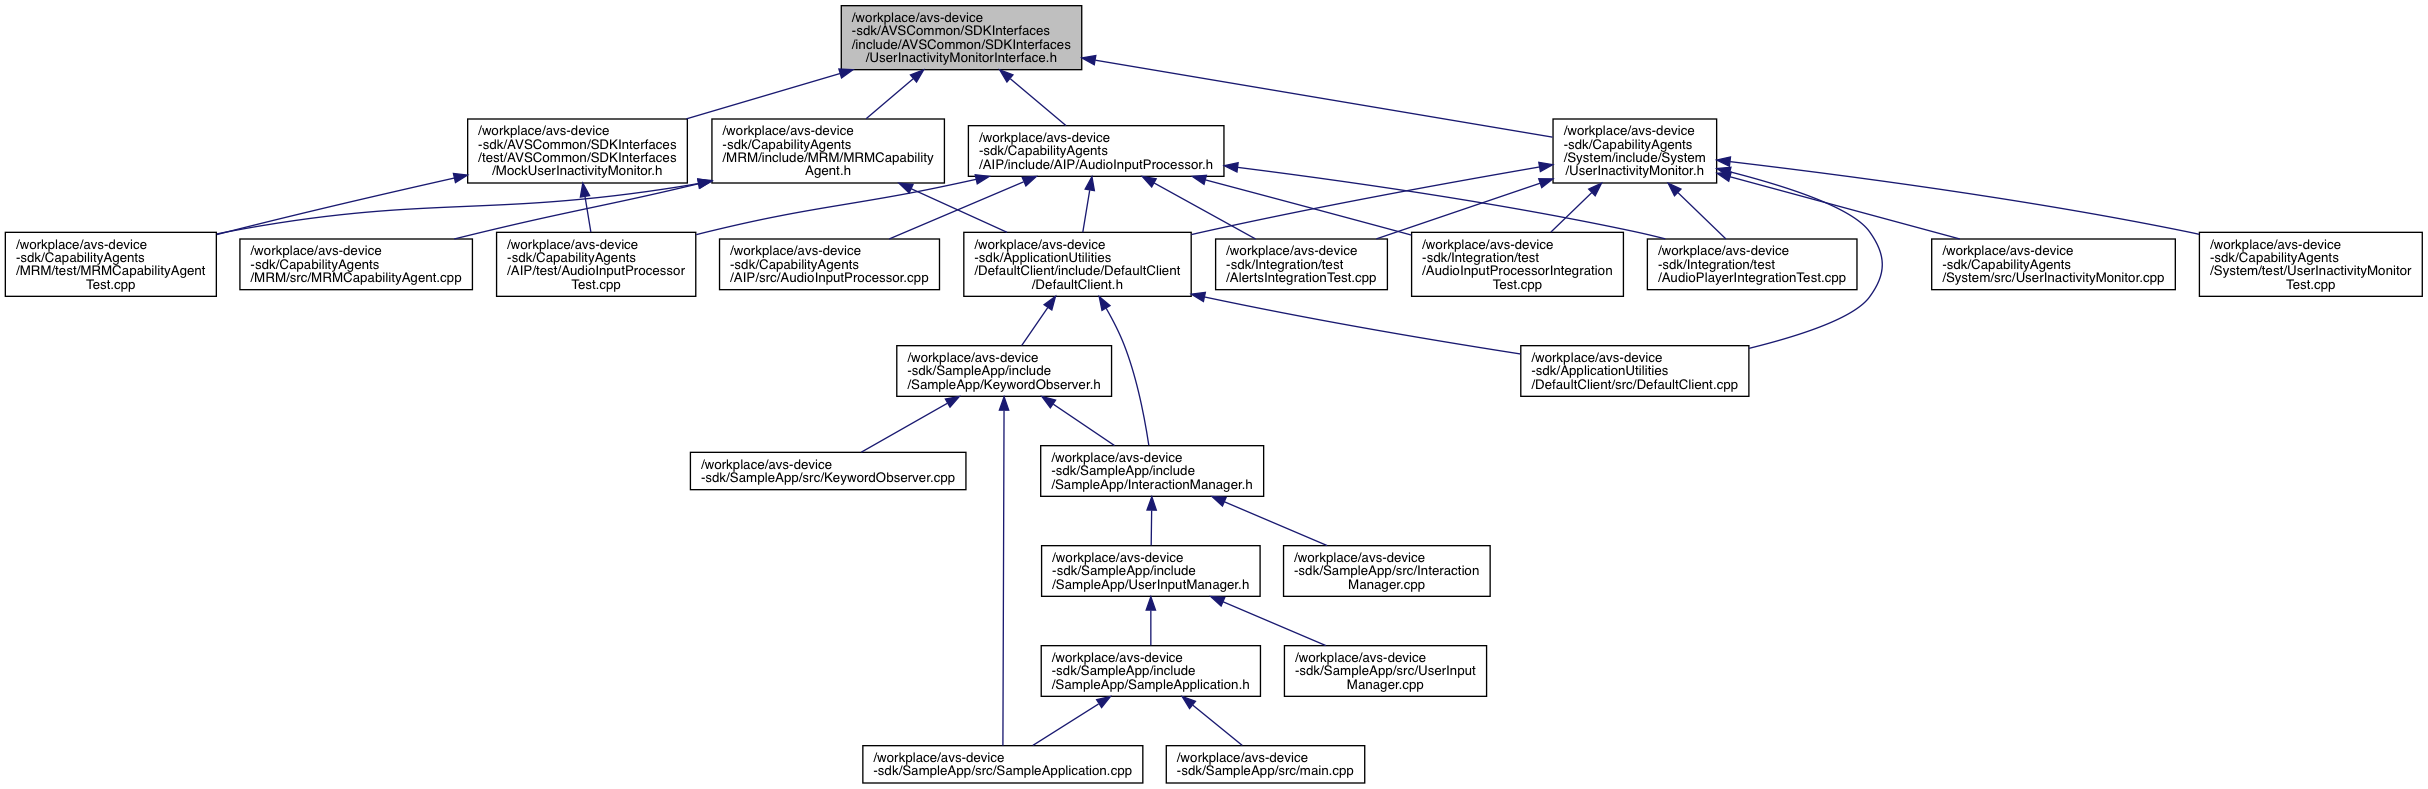 /workplace/avs-device
-sdk/AVSCommon/SDKInterfaces
/include/AVSCommon/SDKInterfaces
/UserInactivityMonitorInterface.h
/workplace/avs-device
-sdk/AVSCommon/SDKInterfaces
/test/AVSCommon/SDKInterfaces
/MockUserInactivityMonitor.h
/workplace/avs-device
-sdk/CapabilityAgents
/MRM/include/MRM/MRMCapability
Agent.h
/workplace/avs-device
-sdk/CapabilityAgents
/AIP/include/AIP/AudioInputProcessor.h
/workplace/avs-device
-sdk/CapabilityAgents
/System/include/System
/UserInactivityMonitor.h
/workplace/avs-device
-sdk/CapabilityAgents
/MRM/test/MRMCapabilityAgent
Test.cpp
/workplace/avs-device
-sdk/CapabilityAgents
/MRM/src/MRMCapabilityAgent.cpp
/workplace/avs-device
-sdk/CapabilityAgents
/AIP/test/AudioInputProcessor
Test.cpp
/workplace/avs-device
-sdk/CapabilityAgents
/AIP/src/AudioInputProcessor.cpp
/workplace/avs-device
-sdk/ApplicationUtilities
/DefaultClient/include/DefaultClient
/DefaultClient.h
/workplace/avs-device
-sdk/Integration/test
/AlertsIntegrationTest.cpp
/workplace/avs-device
-sdk/Integration/test
/AudioInputProcessorIntegration
Test.cpp
/workplace/avs-device
-sdk/Integration/test
/AudioPlayerIntegrationTest.cpp
/workplace/avs-device
-sdk/CapabilityAgents
/System/src/UserInactivityMonitor.cpp
/workplace/avs-device
-sdk/CapabilityAgents
/System/test/UserInactivityMonitor
Test.cpp
/workplace/avs-device
-sdk/SampleApp/include
/SampleApp/KeywordObserver.h
/workplace/avs-device
-sdk/ApplicationUtilities
/DefaultClient/src/DefaultClient.cpp
/workplace/avs-device
-sdk/SampleApp/src/KeywordObserver.cpp
/workplace/avs-device
-sdk/SampleApp/include
/SampleApp/InteractionManager.h
/workplace/avs-device
-sdk/SampleApp/include
/SampleApp/UserInputManager.h
/workplace/avs-device
-sdk/SampleApp/src/Interaction
Manager.cpp
/workplace/avs-device
-sdk/SampleApp/include
/SampleApp/SampleApplication.h
/workplace/avs-device
-sdk/SampleApp/src/UserInput
Manager.cpp
/workplace/avs-device
-sdk/SampleApp/src/SampleApplication.cpp
/workplace/avs-device
-sdk/SampleApp/src/main.cpp